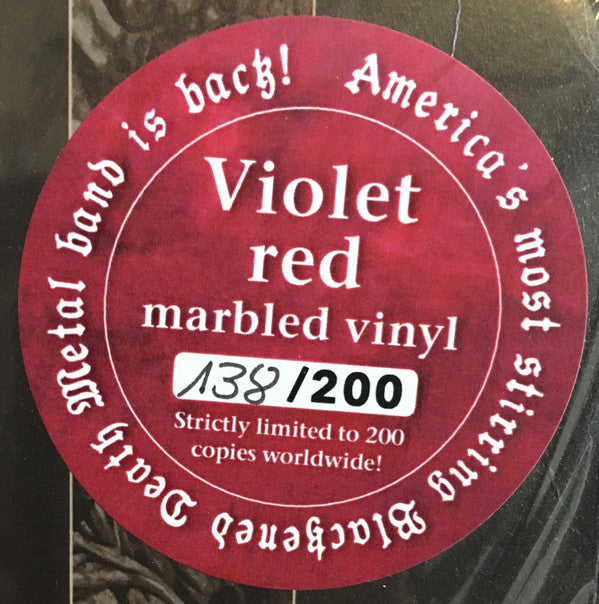 America's most stirring Blackened Death Metal band is back!
Violet
red
marbled vinyl
138/200
Strictly limited to 200
copies worldwide!